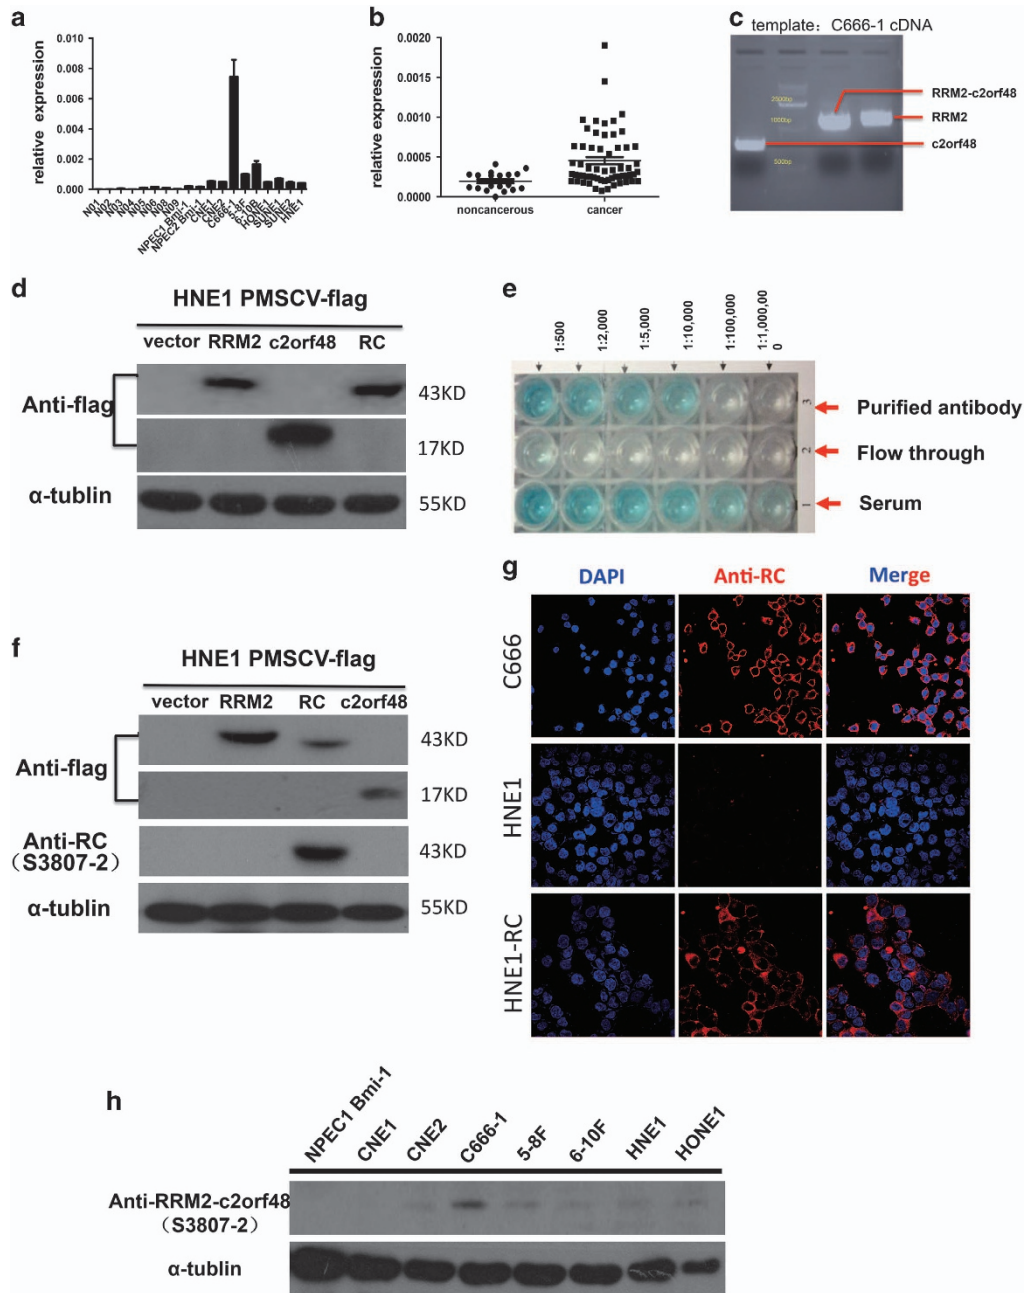 a
relative expression
0.010
0.008
0.006
0.004
0.002
0.000
N01
N02
N03
N04
N05
N06
N08
N09
NPEC1 Bmi-1
NPEC2 Bmi-1
CNE1
CNE2
C666-1
5-8F
HONE1
SUNE1
SUNE2
HNE1
b
relative expression
0.0020
0.0015
0.0010
0.0005
0.0000
noncancerous
cancer
c
template: C666-1 cDNA
2500bp
1000bp
500bp
RRM2-c2orf48
RRM2
c2orf48
d
HNE1 PMSCV-flag
vector RRM2 c2orf48 RC
Anti-flag
43KD
17KD
α-tublin
55KD
e
1:500
1:2,000
1:5,000
1:10,000
1:100,000
1:1,000,00
0
3
Purified antibody
2
Flow through
1
Serum
f
HNE1 PMSCV-flag
vector RRM2 RC c2orf48
Anti-flag
43KD
17KD
Anti-RC
(S3807-2)
43KD
α-tublin
55KD
g
DAPI Anti-RC Merge
C666
HNE1
HNE1-RC
h
NPEC1 Bmi-1
CNE1
CNE2
C666-1
5-8F
6-10F
HNE1
HONE1
Anti-RRM2-c2orf48
(S3807-2)
α-tublin